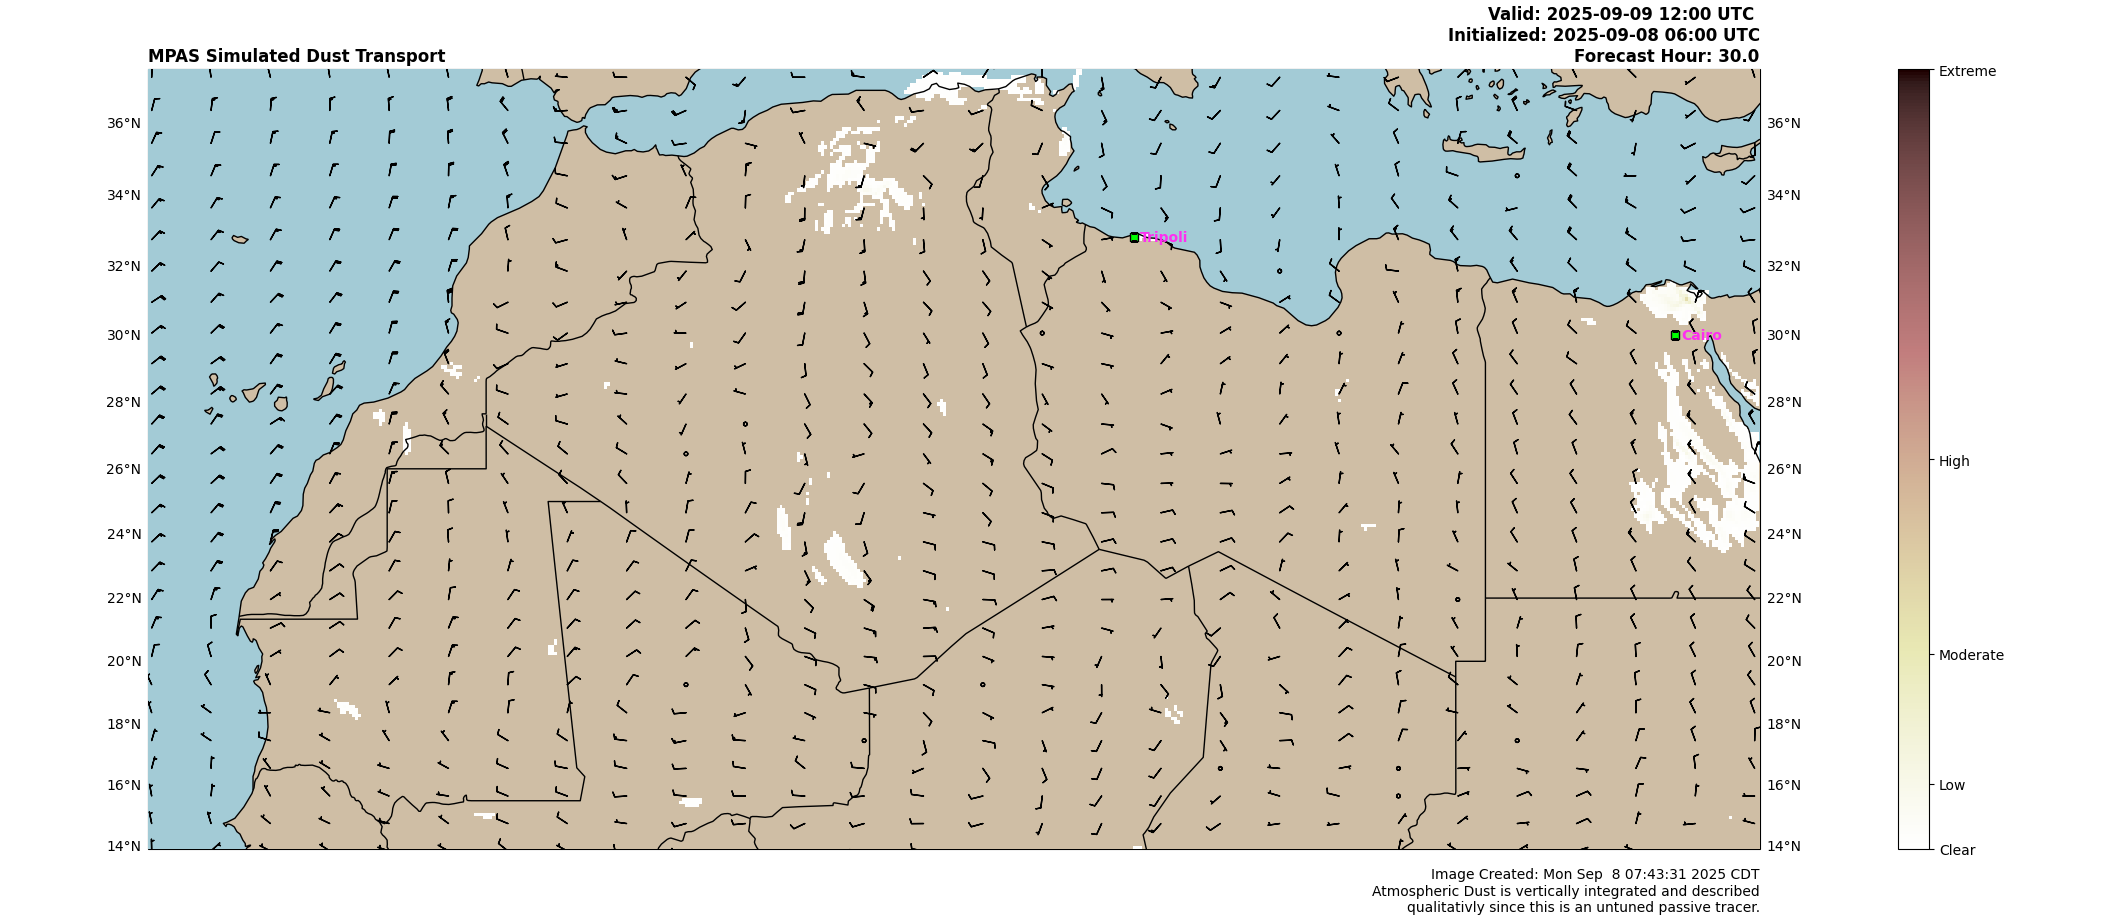 Valid: 2025-09-09 12:00 UTC
Initialized: 2025-09-08 06:00 UTC
MPAS Simulated Dust Transport
Forecast Hour: 30.0
Extreme
36°N
36°N
34°N
34°N
Tripoli
32°N
32°N
30°N
Cairo
30°N
28°N
28°N
High
26°N
26°N
24°N
24°N
22°N
22°N
Moderate
20°N
20°N
18°N
18°N
16°N
16°N
Low
14°N
14°N
Clear
Image Created: Mon Sep  8 07:43:31 2025 CDT
Atmospheric Dust is vertically integrated and described
qualitativly since this is an untuned passive tracer.